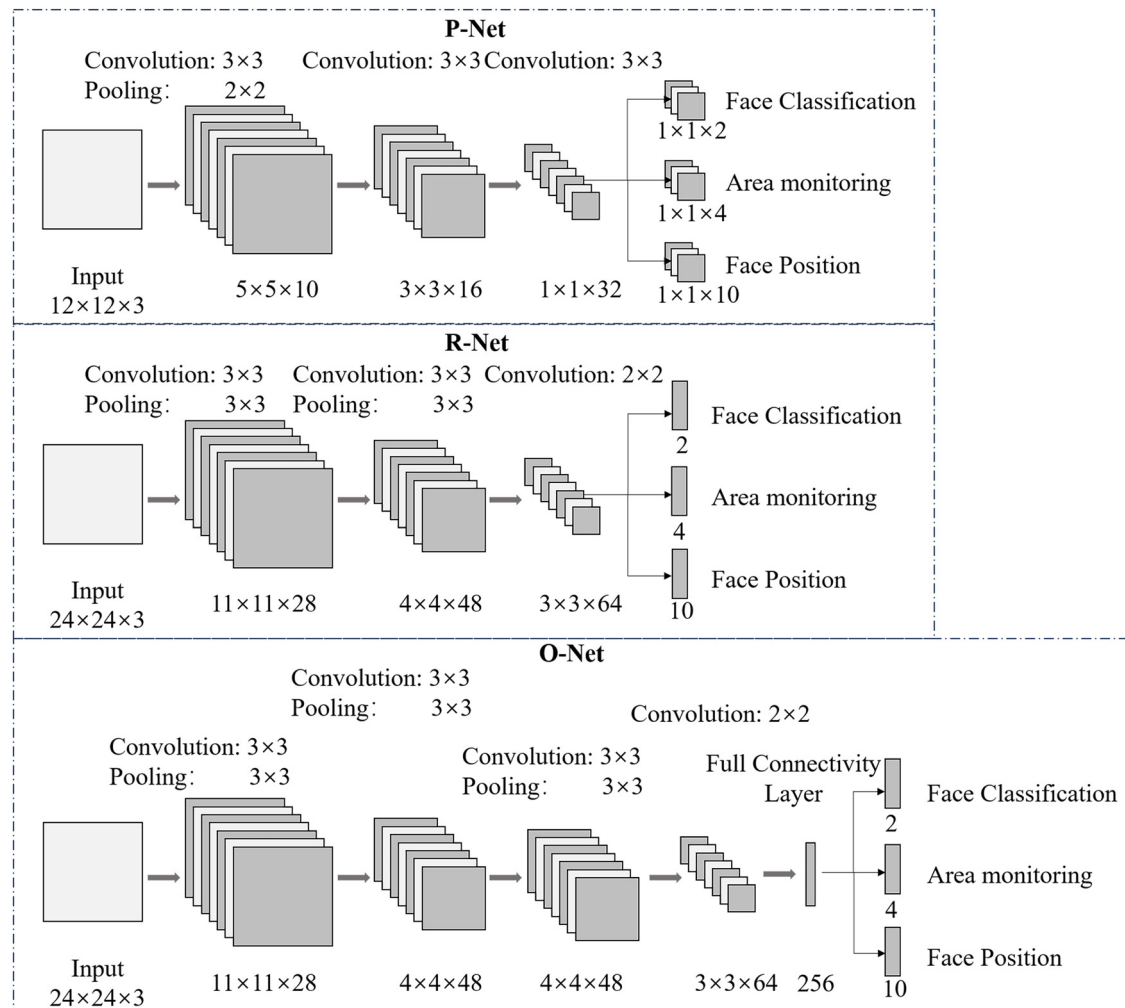 P-Net
Convolution: 3×3
Pooling: 2×2
Convolution: 3×3
Convolution: 3×3
Input
12×12×3
5×5×10
3×3×16
1×1×32
1×1×2
Face Classification
1×1×4
Area monitoring
1×1×10
Face Position
R-Net
Convolution: 3×3
Pooling: 3×3
Convolution: 3×3
Pooling: 3×3
Convolution: 2×2
Input
24×24×3
11×11×28
4×4×48
3×3×64
2
Face Classification
4
Area monitoring
10
Face Position
O-Net
Convolution: 3×3
Pooling: 3×3
Convolution: 3×3
Pooling: 3×3
Convolution: 3×3
Pooling: 3×3
Convolution: 2×2
Full Connectivity
Layer
Input
24×24×3
11×11×28
4×4×48
4×4×48
3×3×64
256
2
Face Classification
4
Area monitoring
10
Face Position